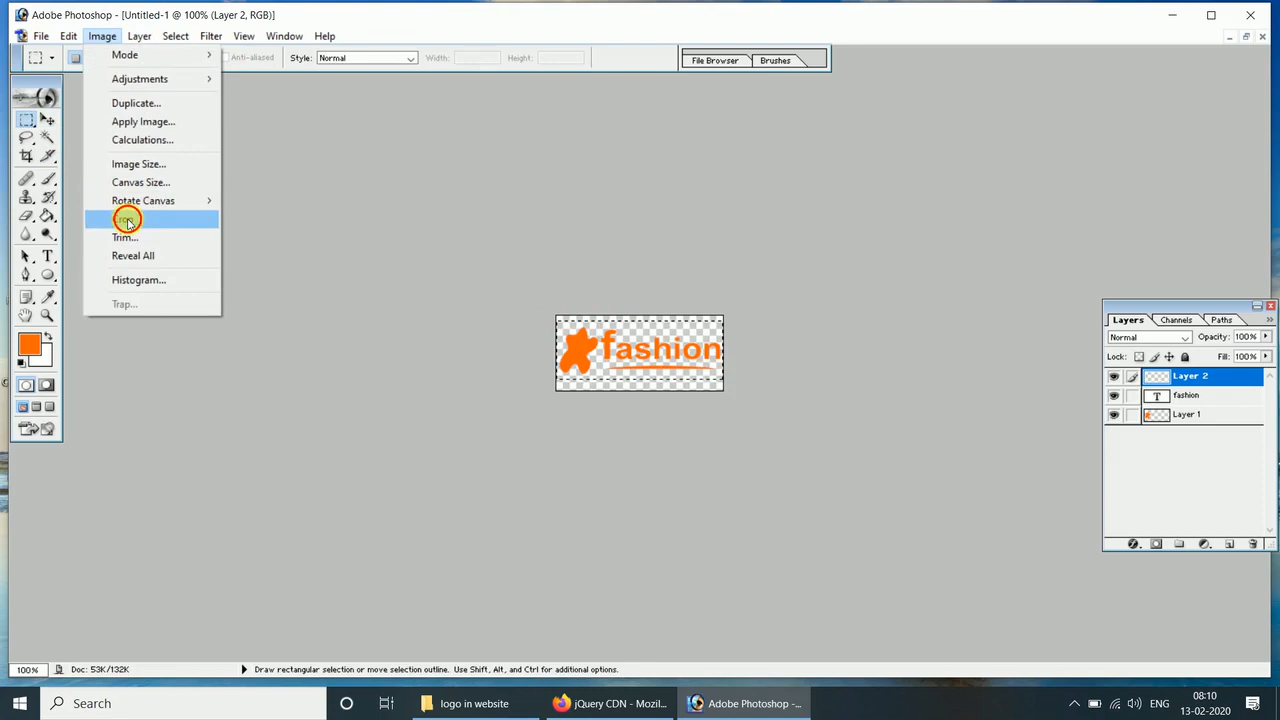 Adobe Photoshop - [Untitled-1 @ 100% (Layer 2, RGB)]
File Edit Image Layer Select Filter View Window Help
Anti-aliased Style: Normal Width: Height: File Browser Brushes
Mode
Adjustments
Duplicate...
Apply Image...
Calculations...
Image Size...
Canvas Size...
Rotate Canvas
Crop
Trim...
Reveal All
Histogram...
Trap...
fashion
Layers Channels Paths
Normal Opacity: 100%
Lock: Fill: 100%
Layer 2
T fashion
Layer 1
100% Doc: 53K/132K Draw rectangular selection or move selection outline. Use Shift, Alt, and Ctrl for additional options.
Search logo in website jQuery CDN - Mozil... Adobe Photoshop -... ENG 08:10
13-02-2020